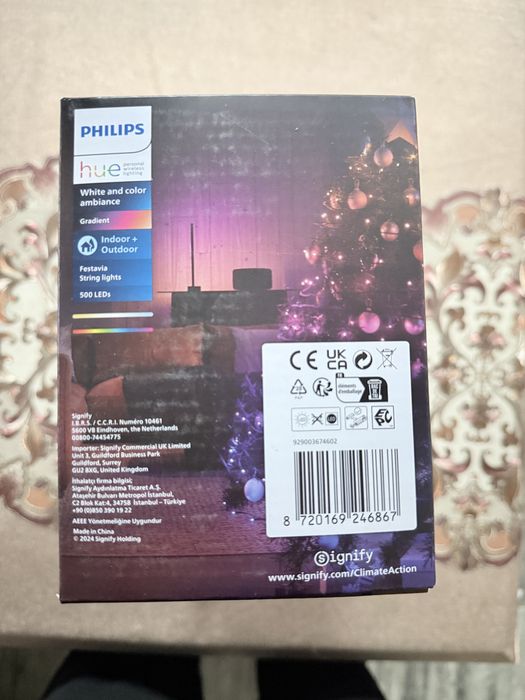 PHILIPS
hue personal wireless lighting
White and color
ambiance
Gradient
Indoor +
Outdoor
Festavia
String lights
500 LEDs
Signify
I.B.R.S. / C.C.R.I. Numéro 10461
5600 VB Eindhoven, the Netherlands
00800-74454775
Importer: Signify Commercial UK Limited
Unit 3, Guildford Business Park
Guildford, Surrey
GU2 8XG, United Kingdom
İthalatçı firma bilgisi;
Signify Aydınlatma Ticaret A.Ş.
Ataşehir Bulvarı Metropol İstanbul,
C2 Blok Kat:4, 34758 İstanbul – Türkiye
+90 (0)850 390 19 22
AEEE Yönetmeliğine Uygundur
Made in China
© 2024 Signify Holding
CE UK
CA
FR
éléments
d'emballage
PAP
929003674602
8 720169 246867
Signify
www.signify.com/ClimateAction